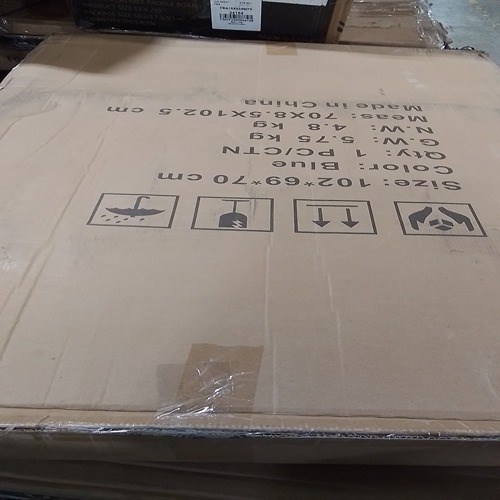 Size: 102*69*70 cm
Color: Blue
Qty: 1 PC/CTN
G.W: 5.75 kg
N.W: 4.8 kg
Meas: 70X8.5X102.5 cm
Made in China